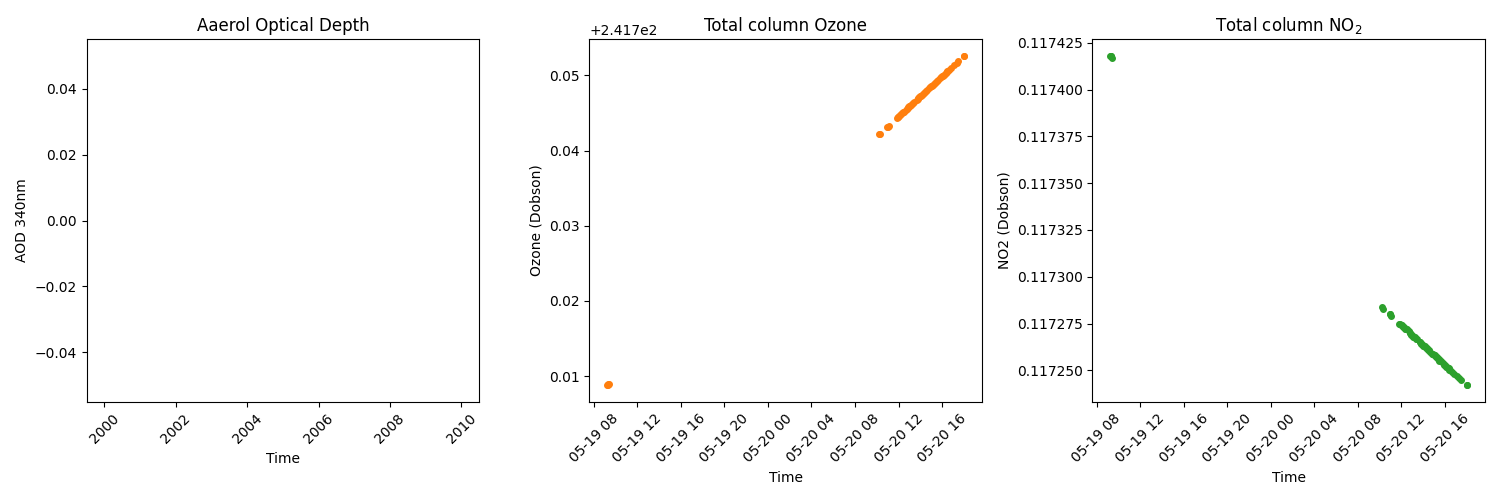 Aaerol Optical Depth
AOD 340nm
0.04
0.02
0.00
−0.02
−0.04
2000 2002 2004 2006 2008 2010
Time
Total column Ozone
+2.417e2
Ozone (Dobson)
0.05
0.04
0.03
0.02
0.01
05-19 08 05-19 12 05-19 16 05-19 20 05-20 00 05-20 04 05-20 08 05-20 12 05-20 16
Time
Total column NO₂
NO2 (Dobson)
0.117425
0.117400
0.117375
0.117350
0.117325
0.117300
0.117275
0.117250
05-19 08 05-19 12 05-19 16 05-19 20 05-20 00 05-20 04 05-20 08 05-20 12 05-20 16
Time